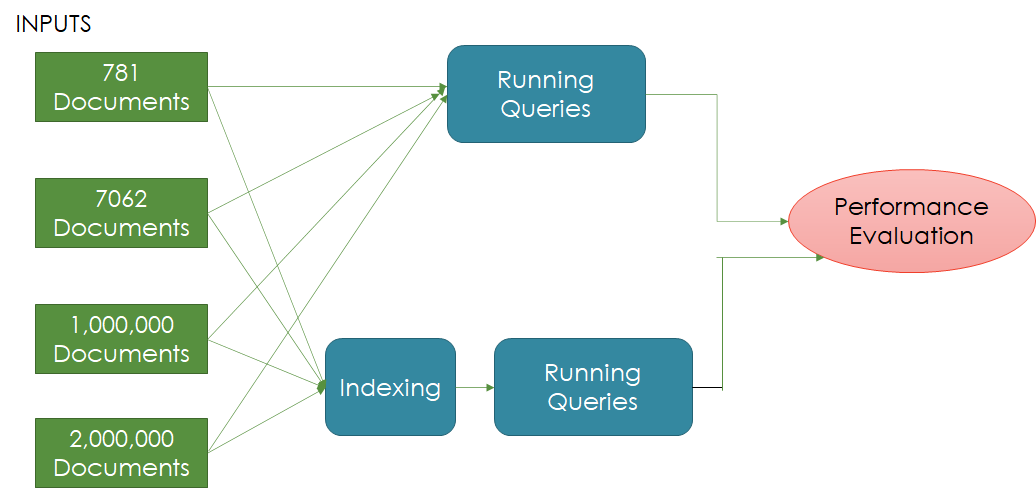 INPUTS
781
Documents
Running
Queries
7062
Documents
Performance
Evaluation
1,000,000
Documents
Indexing
Running
Queries
2,000,000
Documents